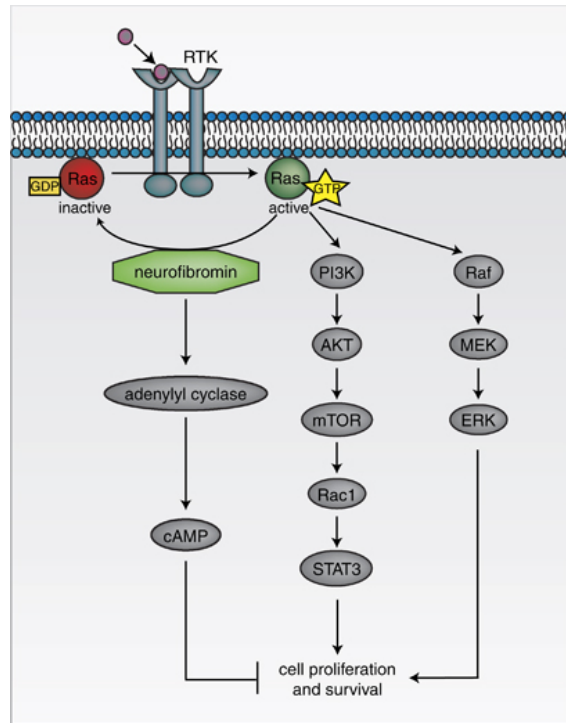 RTK
GDP
Ras
Ras
GTP
inactive
active
neurofibromin
PI3K
Raf
AKT
MEK
adenylyl cyclase
mTOR
ERK
Rac1
cAMP
STAT3
cell proliferation
and survival